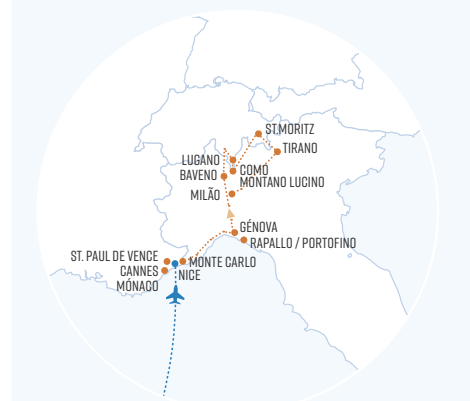 ST.MORITZ
TIRANO
LUGANO
COMO
BAVENO
MONTANO LUCINO
MILÃO
GÉNOVA
RAPALLO / PORTOFINO
ST. PAUL DE VENCE
MONTE CARLO
CANNES
NICE
MÓNACO